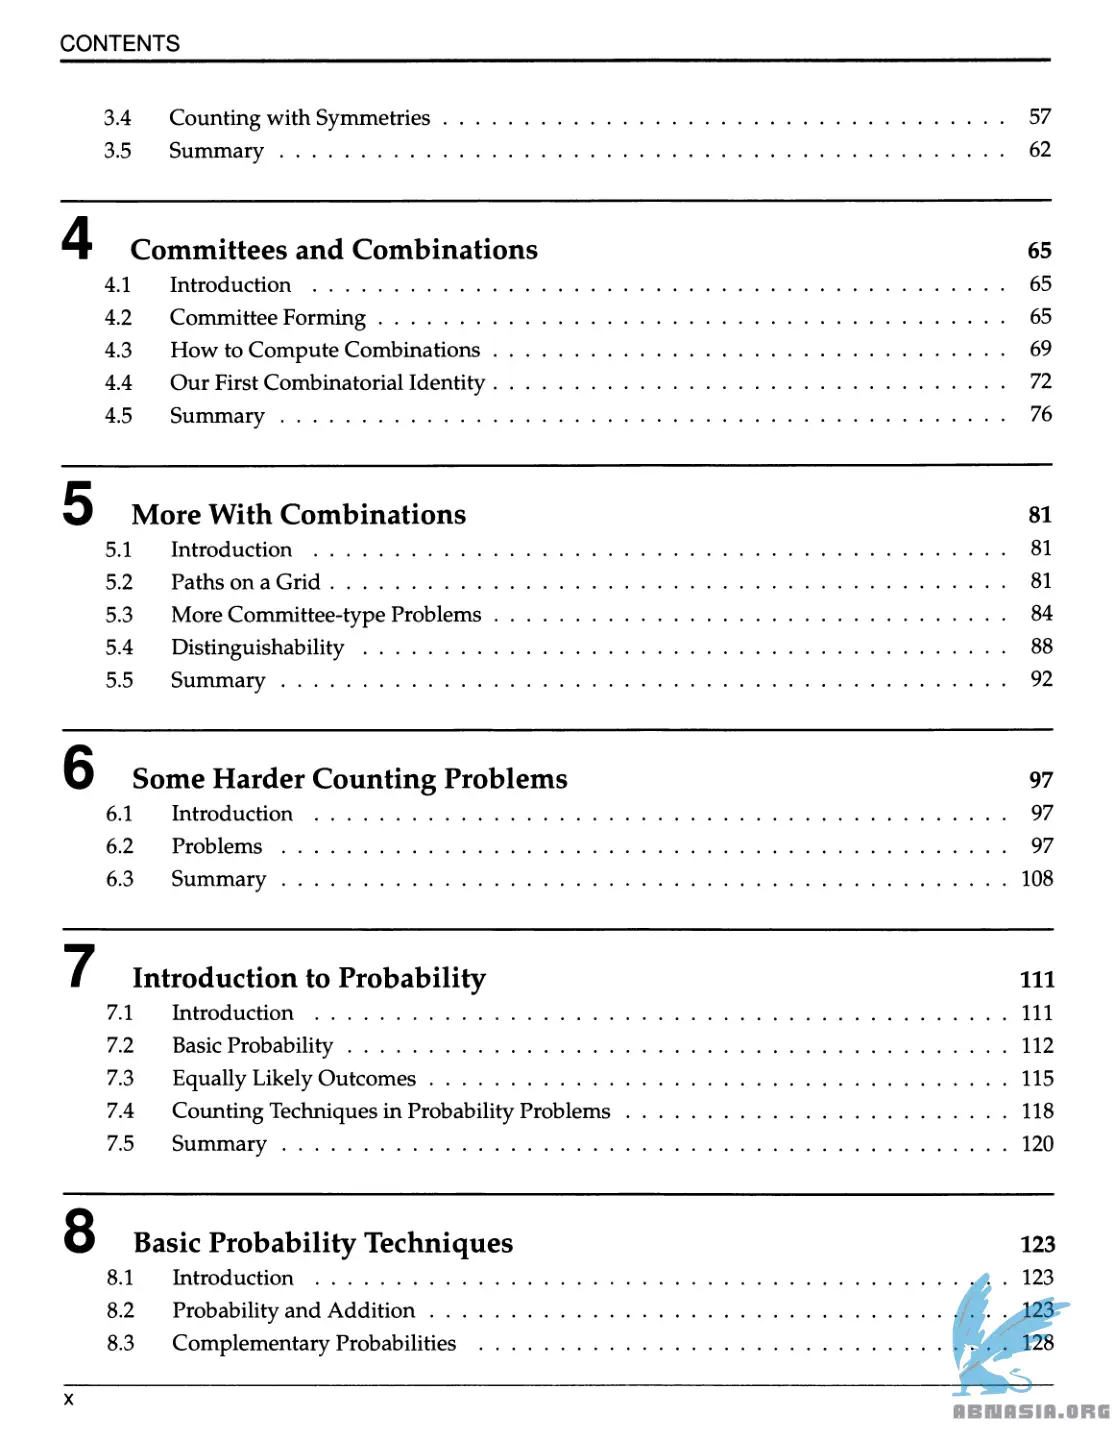 CONTENTS
3.4 Counting with Symmetries . . . . . . . . . . . . . . . . . . . . . . . . . . . . . . . . . . . 57
3.5 Summary . . . . . . . . . . . . . . . . . . . . . . . . . . . . . . . . . . . . . . . . . . . . . 62
4 Committees and Combinations 65
4.1 Introduction . . . . . . . . . . . . . . . . . . . . . . . . . . . . . . . . . . . . . . . . . . . 65
4.2 Committee Forming . . . . . . . . . . . . . . . . . . . . . . . . . . . . . . . . . . . . . . . 65
4.3 How to Compute Combinations . . . . . . . . . . . . . . . . . . . . . . . . . . . . . . . . 69
4.4 Our First Combinatorial Identity . . . . . . . . . . . . . . . . . . . . . . . . . . . . . . . . 72
4.5 Summary . . . . . . . . . . . . . . . . . . . . . . . . . . . . . . . . . . . . . . . . . . . . . 76
5 More With Combinations 81
5.1 Introduction . . . . . . . . . . . . . . . . . . . . . . . . . . . . . . . . . . . . . . . . . . . 81
5.2 Paths on a Grid . . . . . . . . . . . . . . . . . . . . . . . . . . . . . . . . . . . . . . . . . . 81
5.3 More Committee-type Problems . . . . . . . . . . . . . . . . . . . . . . . . . . . . . . . . 84
5.4 Distinguishability . . . . . . . . . . . . . . . . . . . . . . . . . . . . . . . . . . . . . . . . 88
5.5 Summary . . . . . . . . . . . . . . . . . . . . . . . . . . . . . . . . . . . . . . . . . . . . . 92
6 Some Harder Counting Problems 97
6.1 Introduction . . . . . . . . . . . . . . . . . . . . . . . . . . . . . . . . . . . . . . . . . . . 97
6.2 Problems . . . . . . . . . . . . . . . . . . . . . . . . . . . . . . . . . . . . . . . . . . . . . 97
6.3 Summary . . . . . . . . . . . . . . . . . . . . . . . . . . . . . . . . . . . . . . . . . . . . . 108
7 Introduction to Probability 111
7.1 Introduction . . . . . . . . . . . . . . . . . . . . . . . . . . . . . . . . . . . . . . . . . . . 111
7.2 Basic Probability . . . . . . . . . . . . . . . . . . . . . . . . . . . . . . . . . . . . . . . . . 112
7.3 Equally Likely Outcomes . . . . . . . . . . . . . . . . . . . . . . . . . . . . . . . . . . . . 115
7.4 Counting Techniques in Probability Problems . . . . . . . . . . . . . . . . . . . . . . . . 118
7.5 Summary . . . . . . . . . . . . . . . . . . . . . . . . . . . . . . . . . . . . . . . . . . . . . 120
8 Basic Probability Techniques 123
8.1 Introduction . . . . . . . . . . . . . . . . . . . . . . . . . . . . . . . . . . . . . . . . . . . 123
8.2 Probability and Addition . . . . . . . . . . . . . . . . . . . . . . . . . . . . . . . . . . . . 123
8.3 Complementary Probabilities . . . . . . . . . . . . . . . . . . . . . . . . . . . . . . . . . 128
x
ABNASIA.ORG